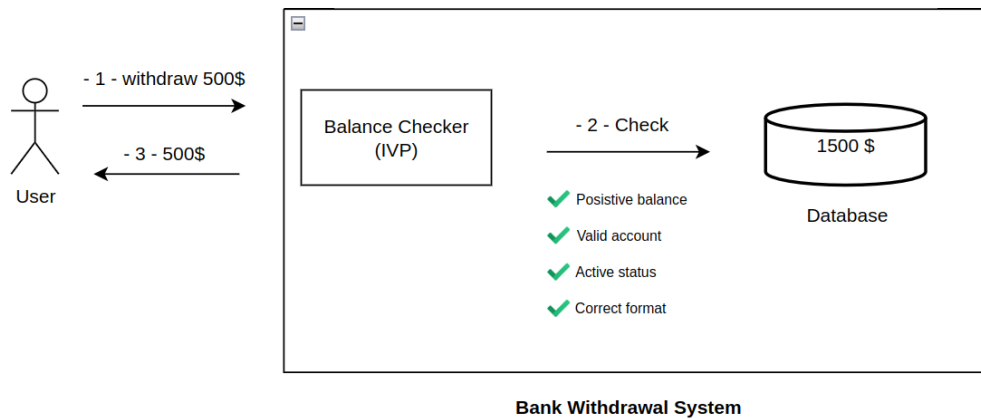 - 1 - withdraw 500$
- 3 - 500$
User
Balance Checker
(IVP)
- 2 - Check
Posistive balance
Valid account
Active status
Correct format
1500 $
Database
Bank Withdrawal System